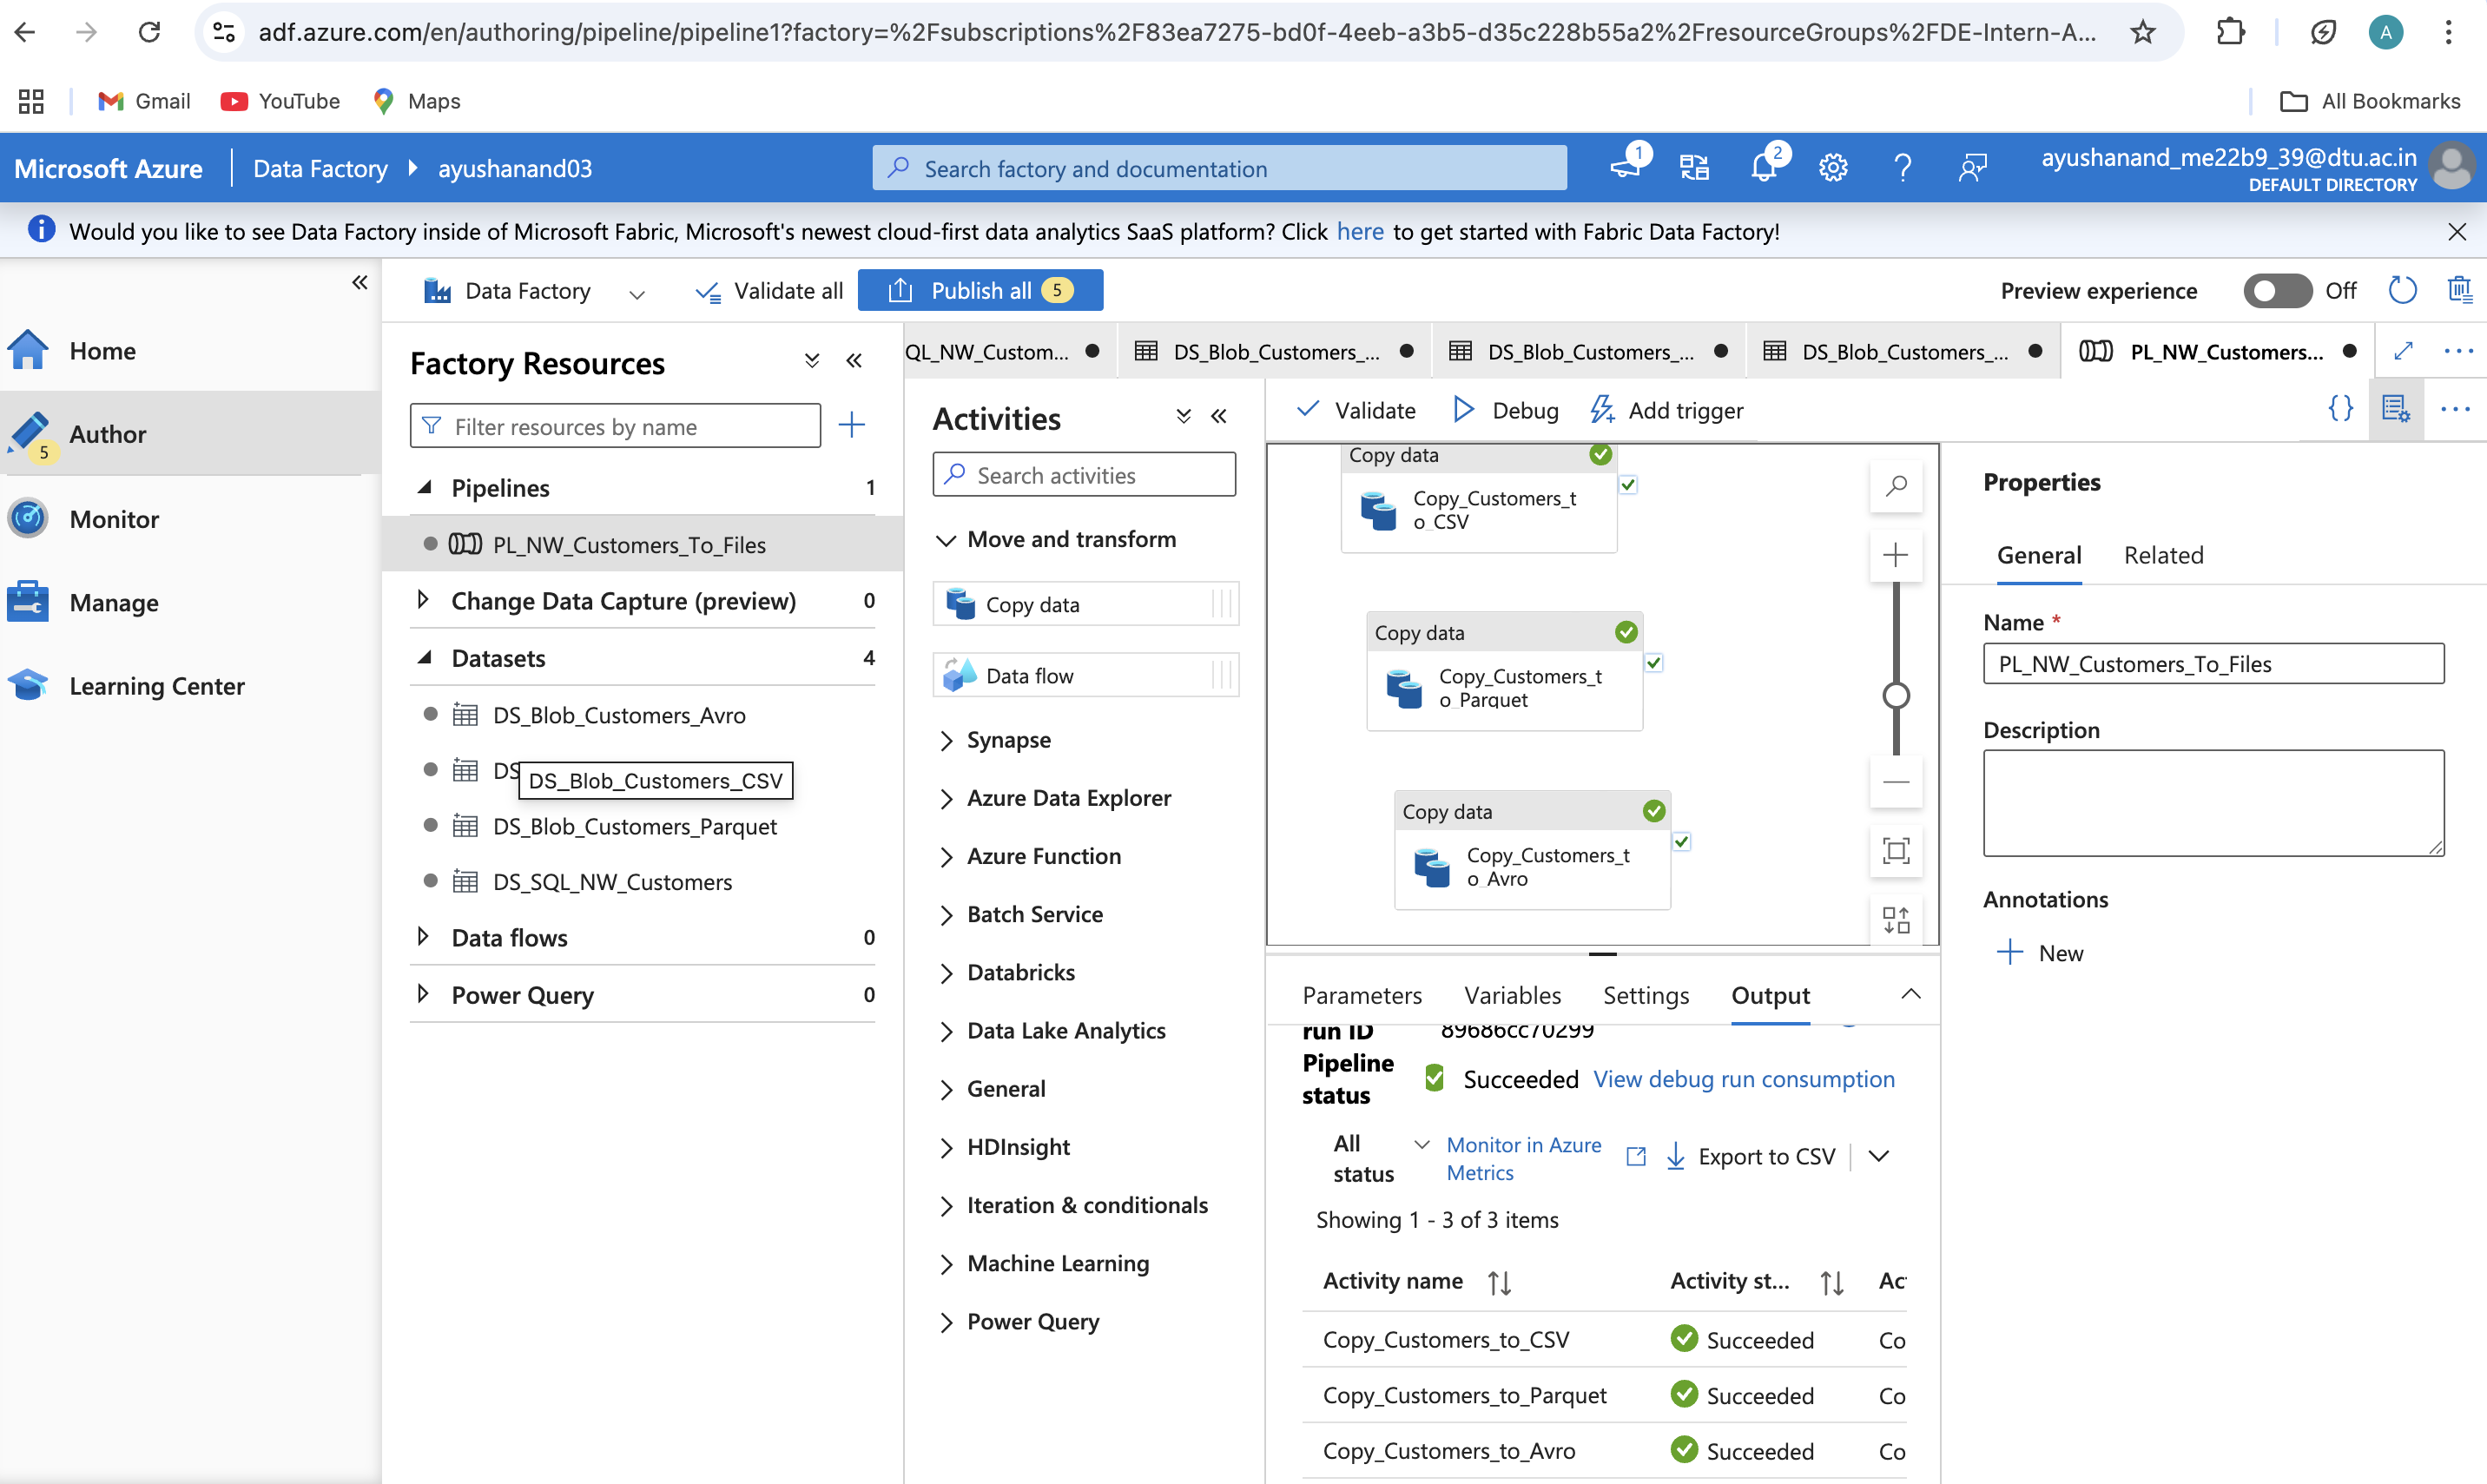 adf.azure.com/en/authoring/pipeline/pipeline1?factory=%2Fsubscriptions%2F83ea7275-bd0f-4eeb-a3b5-d35c228b55a2%2FresourceGroups%2FDE-Intern-A...
A
Gmail
YouTube
Maps
All Bookmarks
Microsoft Azure
Data Factory
ayushanand03
Search factory and documentation
1
2
ayushanand_me22b9_39@dtu.ac.in
DEFAULT DIRECTORY
Would you like to see Data Factory inside of Microsoft Fabric, Microsoft's newest cloud-first data analytics SaaS platform? Click here to get started with Fabric Data Factory!
Home
Author
5
Monitor
Manage
Learning Center
Data Factory
Validate all
Publish all 5
Preview experience
Off
Factory Resources
Filter resources by name
Pipelines 1
PL_NW_Customers_To_Files
Change Data Capture (preview) 0
Datasets 4
DS_Blob_Customers_Avro
DS
DS_Blob_Customers_CSV
DS_Blob_Customers_Parquet
DS_SQL_NW_Customers
Data flows 0
Power Query 0
QL_NW_Custom...
DS_Blob_Customers_...
DS_Blob_Customers_...
DS_Blob_Customers_...
PL_NW_Customers...
Activities
Search activities
Move and transform
Copy data
Data flow
Synapse
Azure Data Explorer
Azure Function
Batch Service
Databricks
Data Lake Analytics
General
HDInsight
Iteration & conditionals
Machine Learning
Power Query
Validate
Debug
Add trigger
Copy data
Copy_Customers_t
o_CSV
Copy data
Copy_Customers_t
o_Parquet
Copy data
Copy_Customers_t
o_Avro
Parameters
Variables
Settings
Output
run ID
89686cc70299
Pipeline
status
Succeeded
View debug run consumption
All
status
Monitor in Azure
Metrics
Export to CSV
Showing 1 - 3 of 3 items
Activity name
Activity st...
Ac
Copy_Customers_to_CSV
Succeeded
Co
Copy_Customers_to_Parquet
Succeeded
Co
Copy_Customers_to_Avro
Succeeded
Co
Properties
General
Related
Name *
PL_NW_Customers_To_Files
Description
Annotations
New